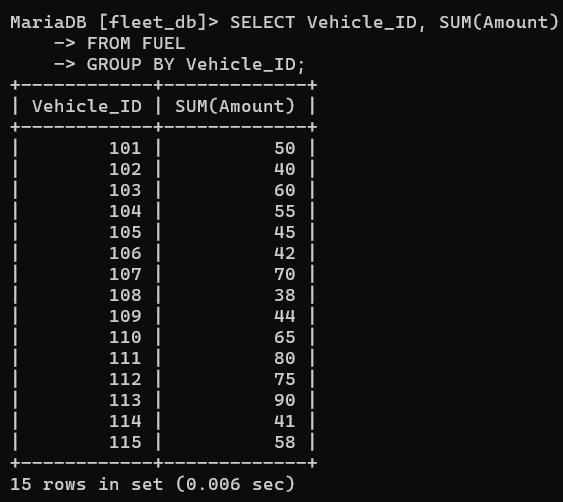 MariaDB [fleet_db]> SELECT Vehicle_ID, SUM(Amount)
    -> FROM FUEL
    -> GROUP BY Vehicle_ID;
+------------+-------------+
| Vehicle_ID | SUM(Amount) |
+------------+-------------+
|        101 |          50 |
|        102 |          40 |
|        103 |          60 |
|        104 |          55 |
|        105 |          45 |
|        106 |          42 |
|        107 |          70 |
|        108 |          38 |
|        109 |          44 |
|        110 |          65 |
|        111 |          80 |
|        112 |          75 |
|        113 |          90 |
|        114 |          41 |
|        115 |          58 |
+------------+-------------+
15 rows in set (0.006 sec)